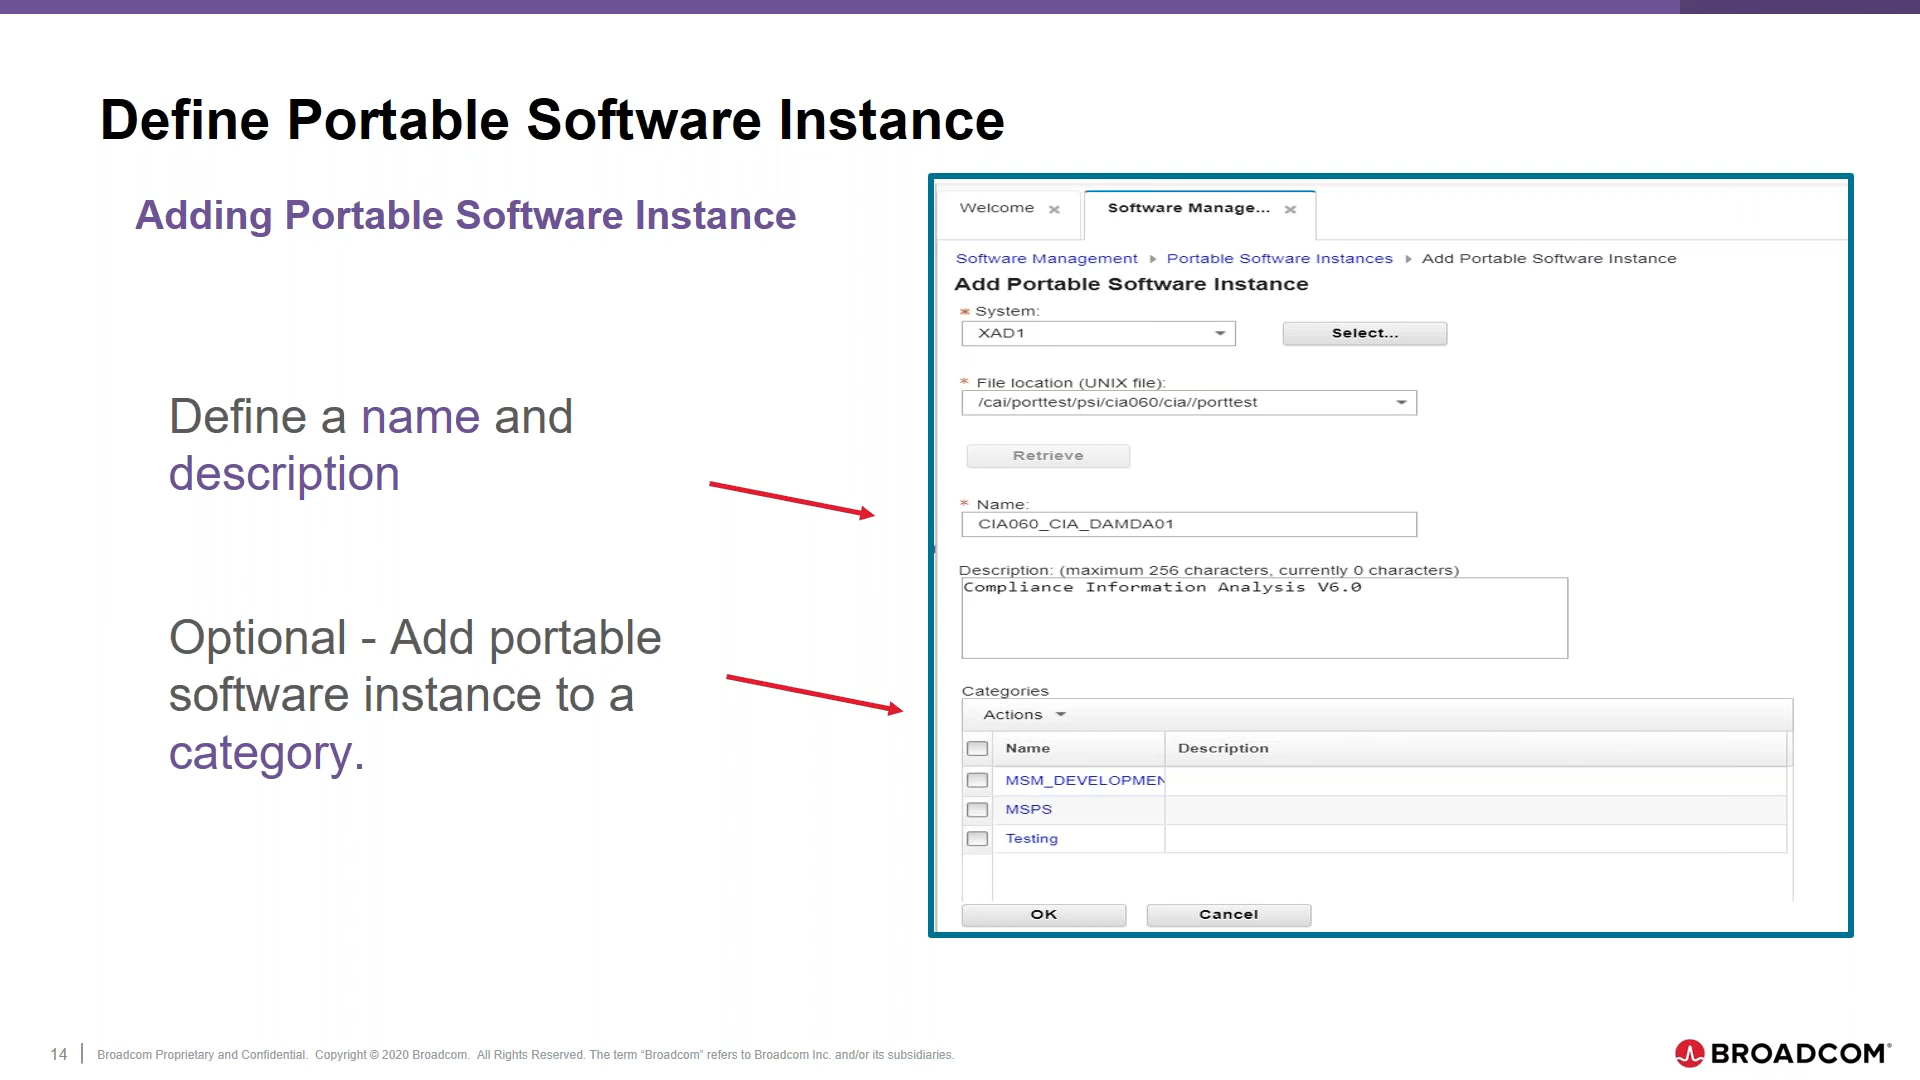 Define Portable Software Instance
Adding Portable Software Instance
Define a name and
description
Optional - Add portable
software instance to a
category.
Welcome
Software Manage...
Software Management Portable Software Instances Add Portable Software Instance
Add Portable Software Instance
* System:
XAD1
Select...
* File location (UNIX file):
/cai/porttest/psi/cia060/cia//porttest
Retrieve
* Name:
CIA060_CIA_DAMDA01
Description: (maximum 256 characters, currently 0 characters)
Compliance Information Analysis V6.0
Categories
Actions
Name Description
MSM_DEVELOPMEN
MSPS
Testing
OK Cancel
14 Broadcom Proprietary and Confidential. Copyright © 2020 Broadcom. All Rights Reserved. The term “Broadcom” refers to Broadcom Inc. and/or its subsidiaries.
BROADCOM®